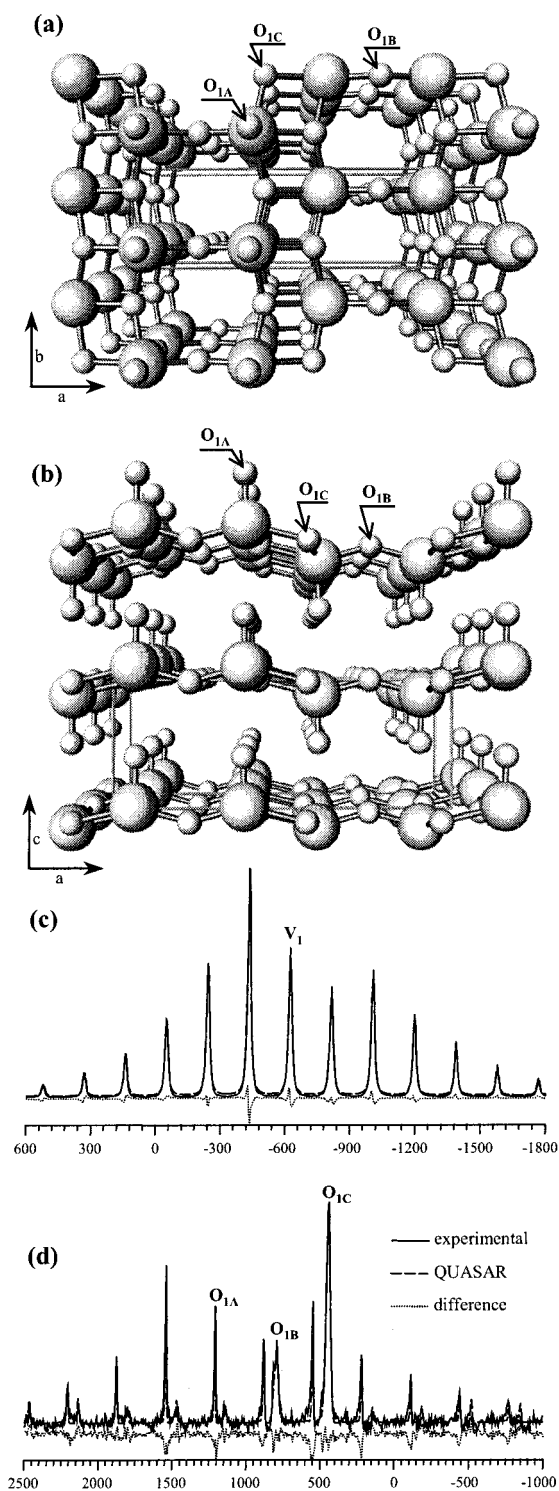 (a)
O1C
O1B
O1A
b
a
(b)
O1A
O1C
O1B
c
a
(c)
V1
600 300 0 -300 -600 -900 -1200 -1500 -1800
(d)
O1C
O1A
O1B
experimental
QUASAR
difference
2500 2000 1500 1000 500 0 -500 -1000